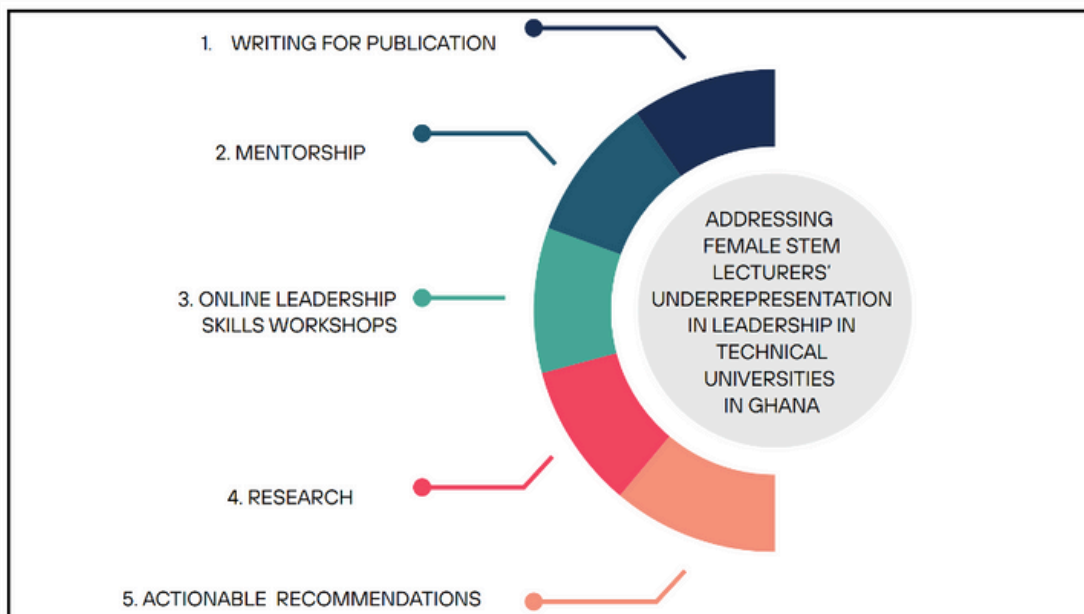 1. WRITING FOR PUBLICATION
2. MENTORSHIP
3. ONLINE LEADERSHIP
SKILLS WORKSHOPS
4. RESEARCH
5. ACTIONABLE RECOMMENDATIONS
ADDRESSING
FEMALE STEM
LECTURERS'
UNDERREPRESENTATION
IN LEADERSHIP IN
TECHNICAL
UNIVERSITIES
IN GHANA